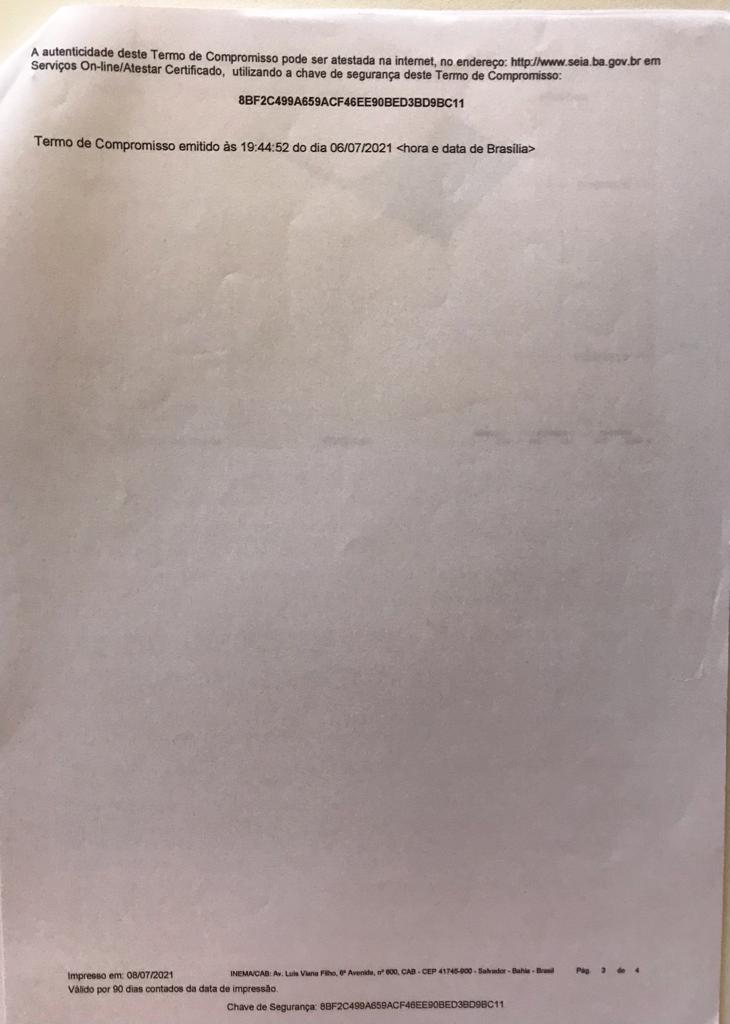 A autenticidade deste Termo de Compromisso pode ser atestada na internet, no endereço: http://www.seia.ba.gov.br em
Serviços On-line/Atestar Certificado, utilizando a chave de segurança deste Termo de Compromisso:
8BF2C499A659ACF46EE90BED3BD9BC11
Termo de Compromisso emitido às 19:44:52 do dia 06/07/2021 <hora e data de Brasília>
Impresso em: 08/07/2021 INEMA/CAB: Av. Luis Viana Filho, 6ª Avenida, nº 600, CAB - CEP 41745-900 - Salvador - Bahia - Brasil Pág. 3 de 4
Válido por 90 dias contados da data de impressão.
Chave de Segurança: 8BF2C499A659ACF46EE90BED3BD9BC11